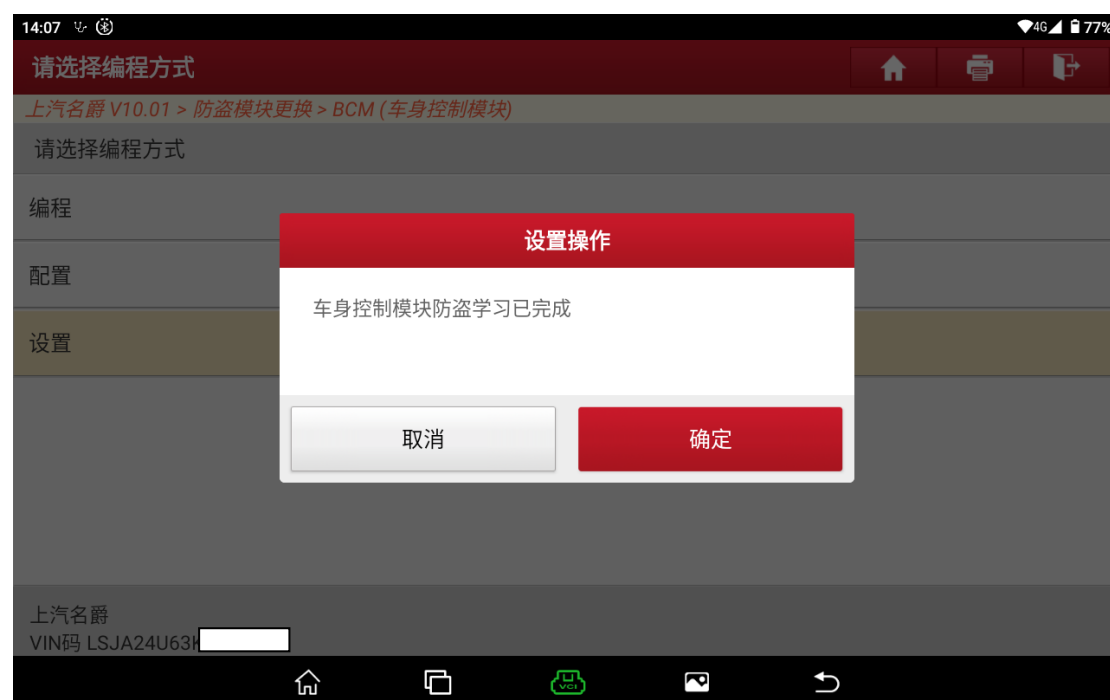 14:07 4G 77%
请选择编程方式
上汽名爵 V10.01 > 防盗模块更换 > BCM (车身控制模块)
请选择编程方式
编程
配置
设置
设置操作
车身控制模块防盗学习已完成
取消 确定
上汽名爵
VIN码 LSJA24U63
VCI